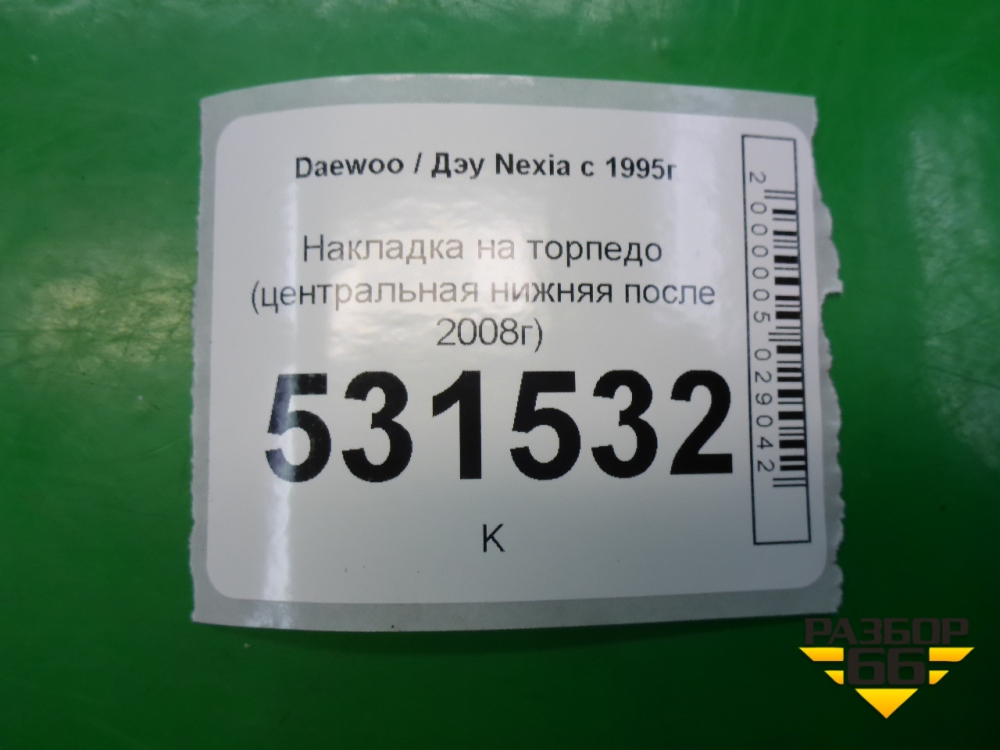 Daewoo / Дэу Nexia с 1995г
Накладка на торпедо
(центральная нижняя после
2008г)
531532
К
2000005029042
РАЗБОР
66